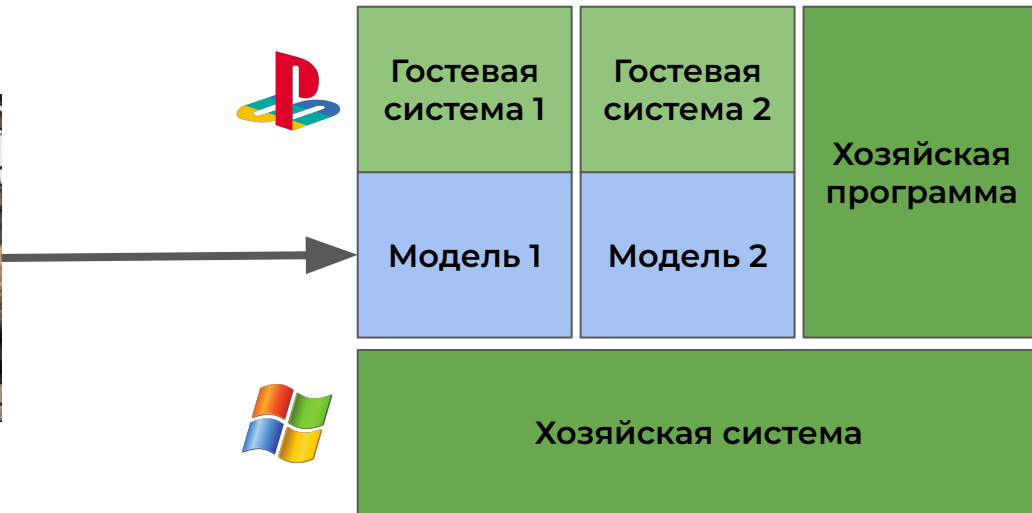 Гостевая
система 1
Гостевая
система 2
Хозяйская
программа
Модель 1
Модель 2
Хозяйская система